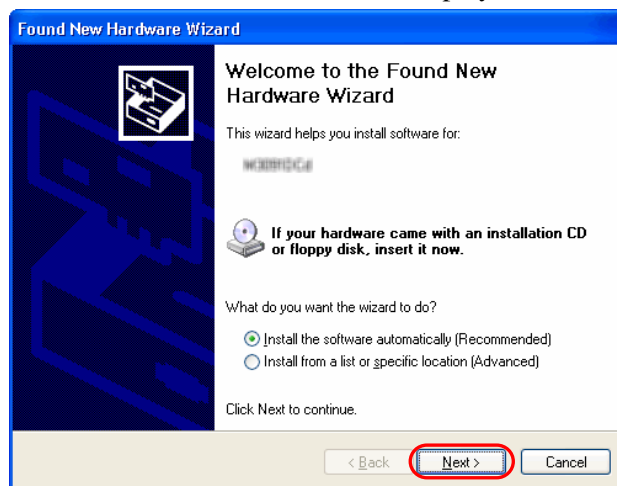 Found New Hardware Wizard
Welcome to the Found New
Hardware Wizard
This wizard helps you install software for:
If your hardware came with an installation CD
or floppy disk, insert it now.
What do you want the wizard to do?
Install the software automatically (Recommended)
Install from a list or specific location (Advanced)
Click Next to continue.
< Back Next > Cancel